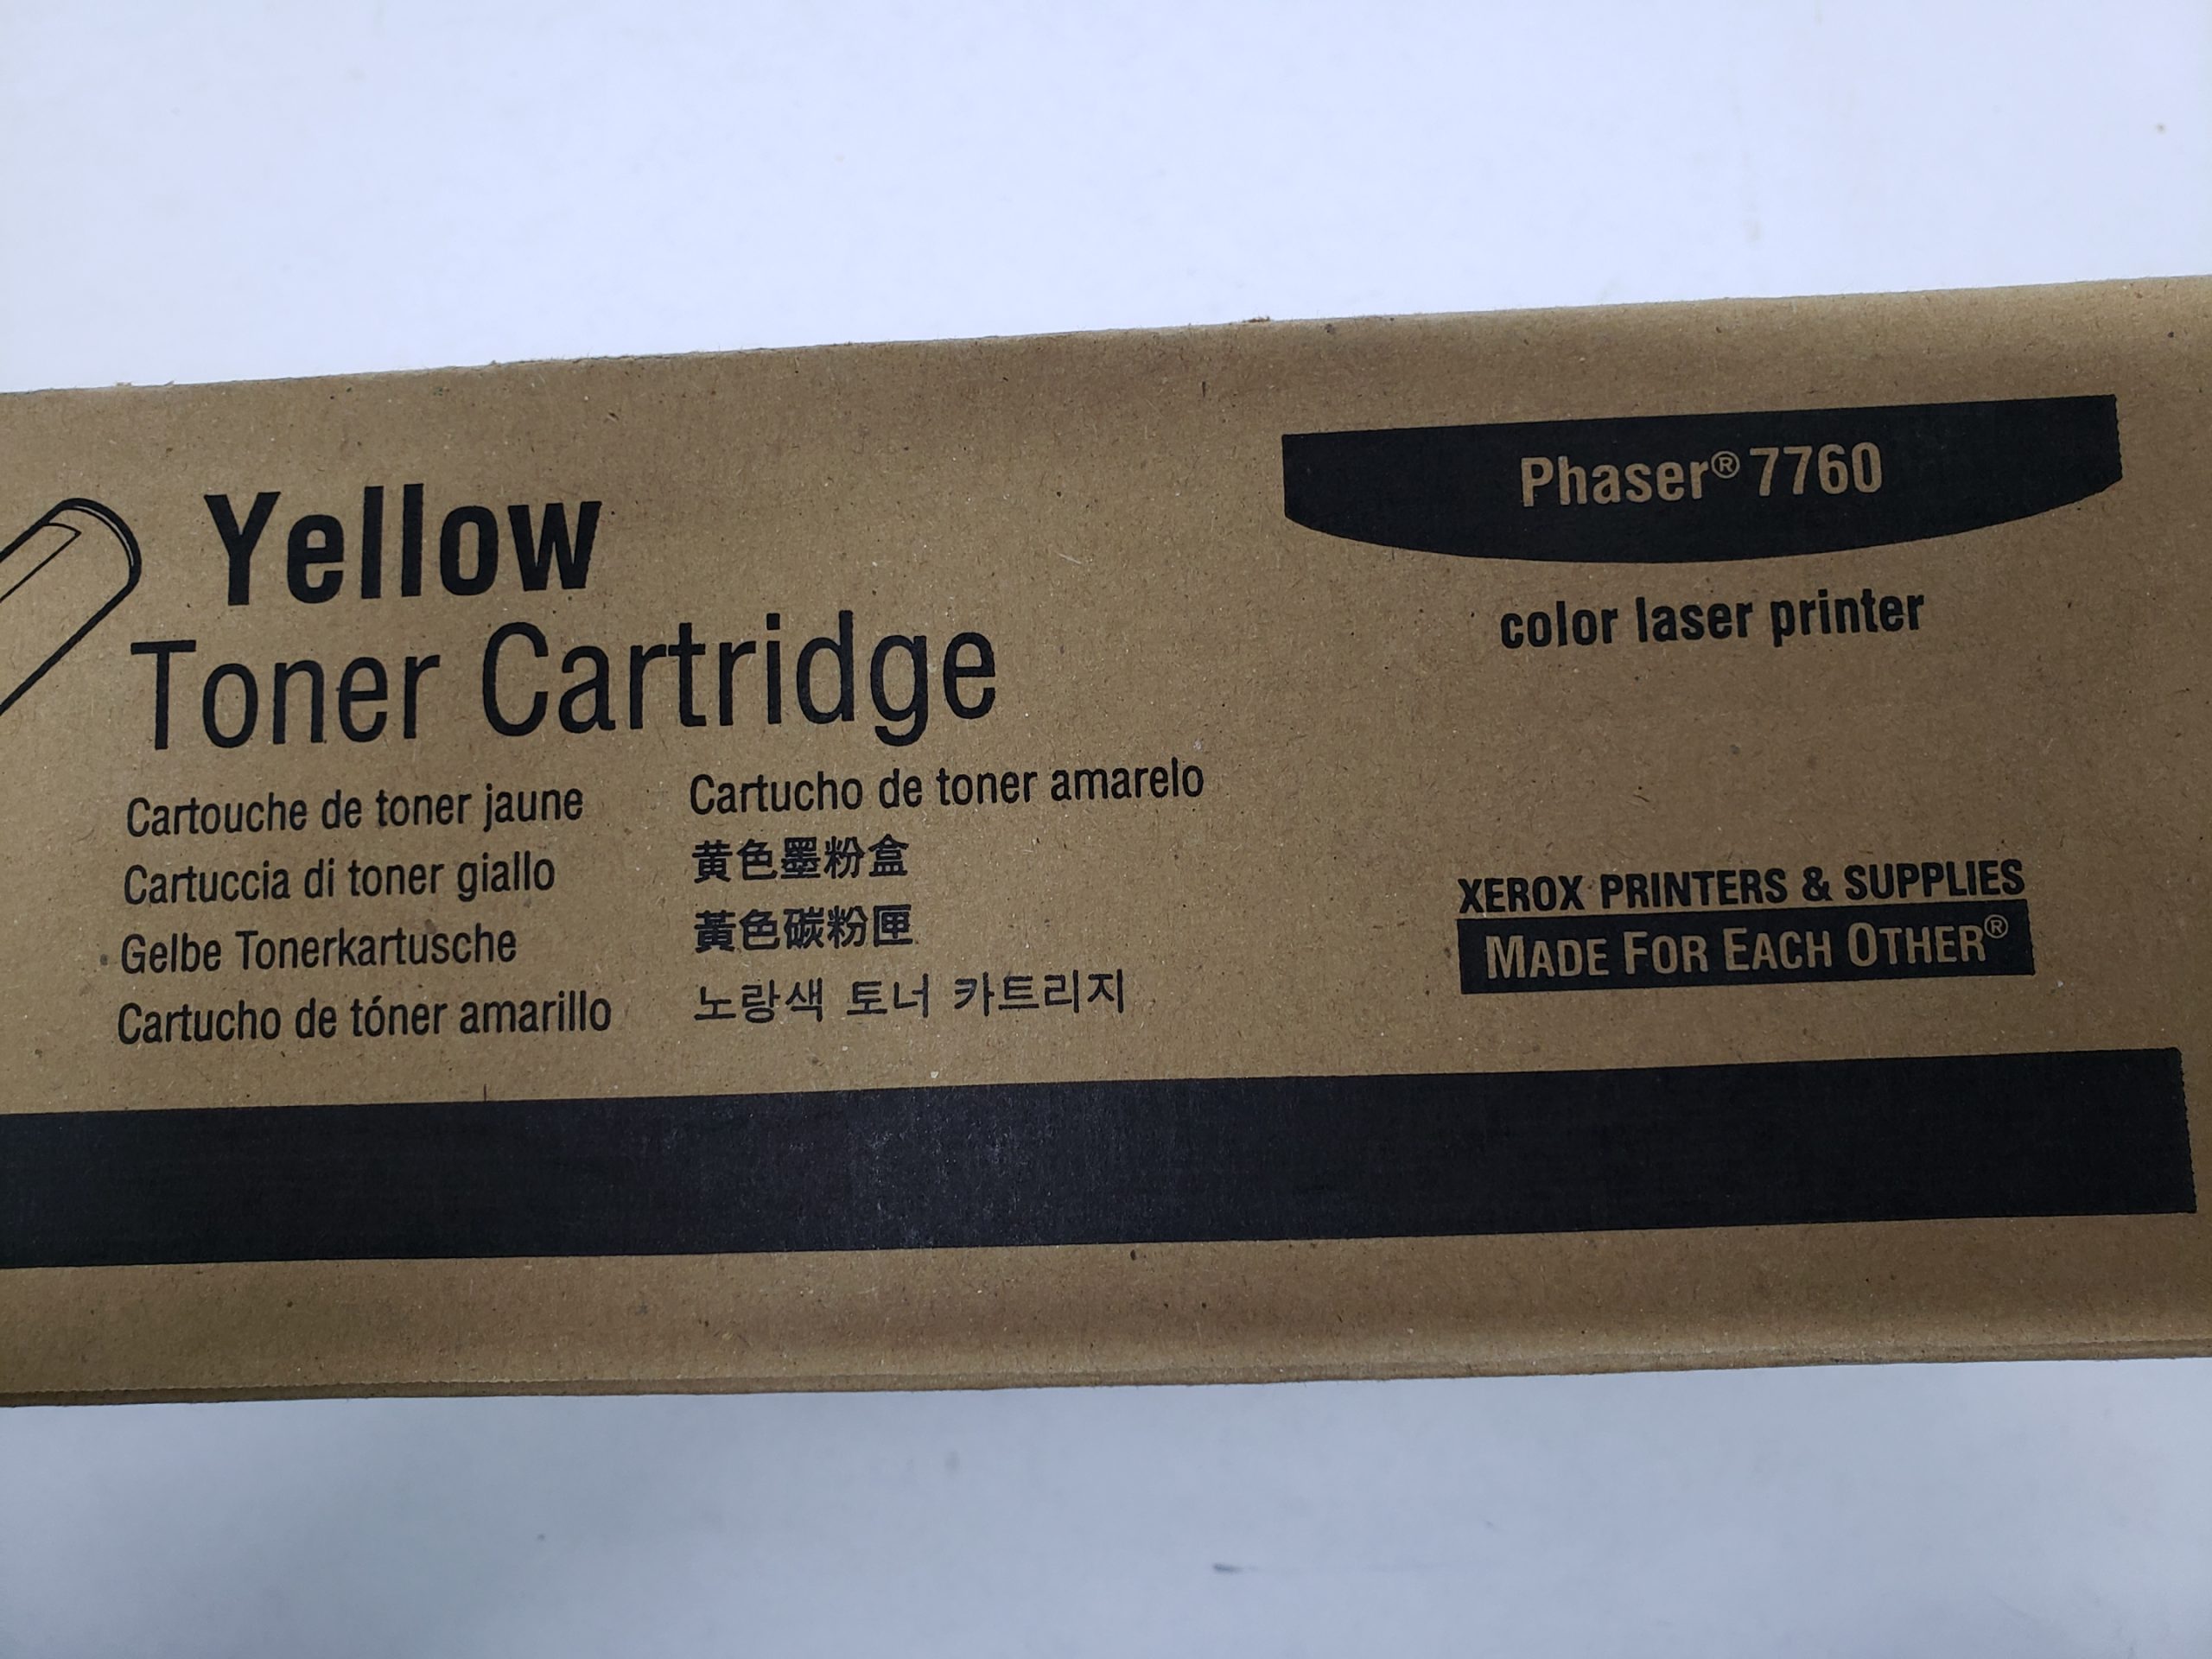 Yellow
Toner Cartridge
Cartouche de toner jaune
Cartuccia di toner giallo
Gelbe Tonerkartusche
Cartucho de tóner amarillo
Cartucho de toner amarelo
黄色墨粉盒
黃色碳粉匣
노랑색 토너 카트리지
Phaser® 7760
color laser printer
XEROX PRINTERS & SUPPLIES
MADE FOR EACH OTHER®